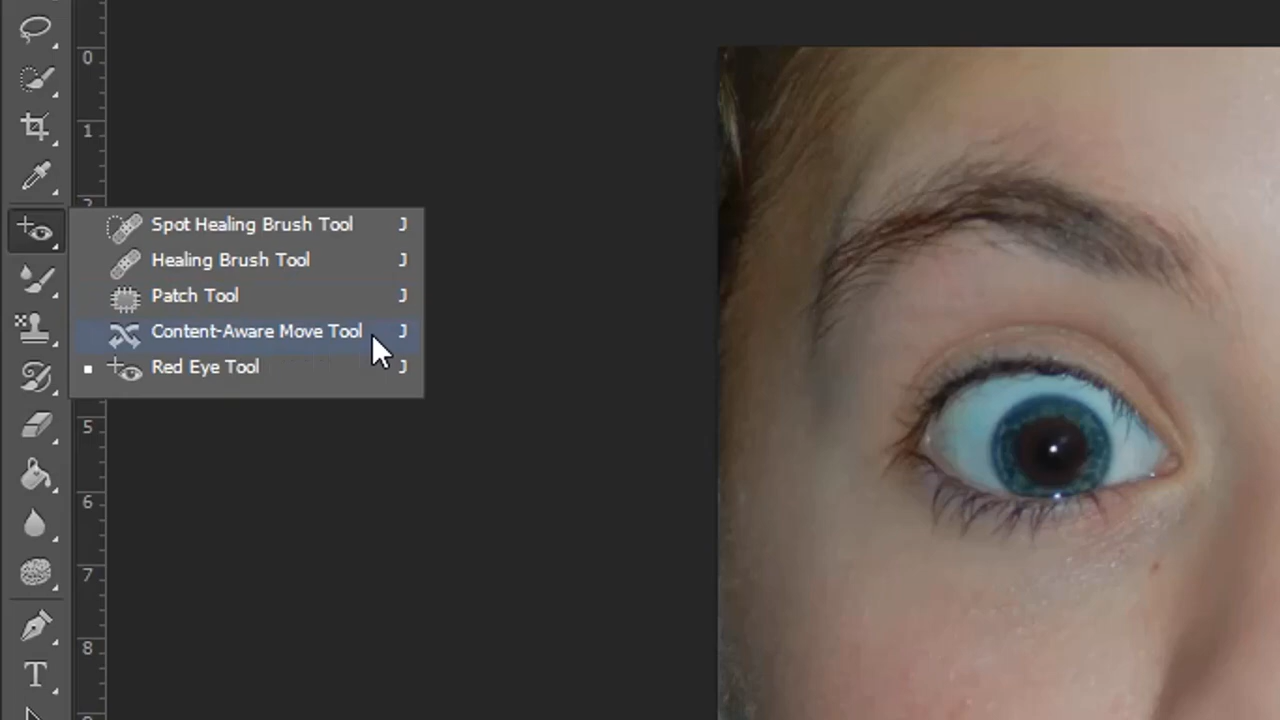 0
1
2
Spot Healing Brush Tool J
Healing Brush Tool J
Patch Tool J
Content-Aware Move Tool J
Red Eye Tool J
5
6
7
8
T